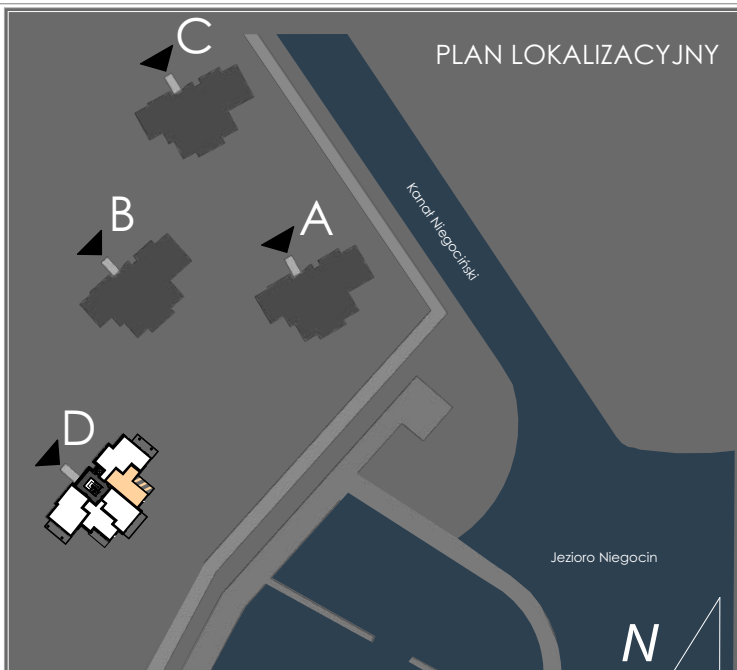 C
PLAN LOKALIZACYJNY
B
A
Kanał Niegociński
D
Jezioro Niegocin
N